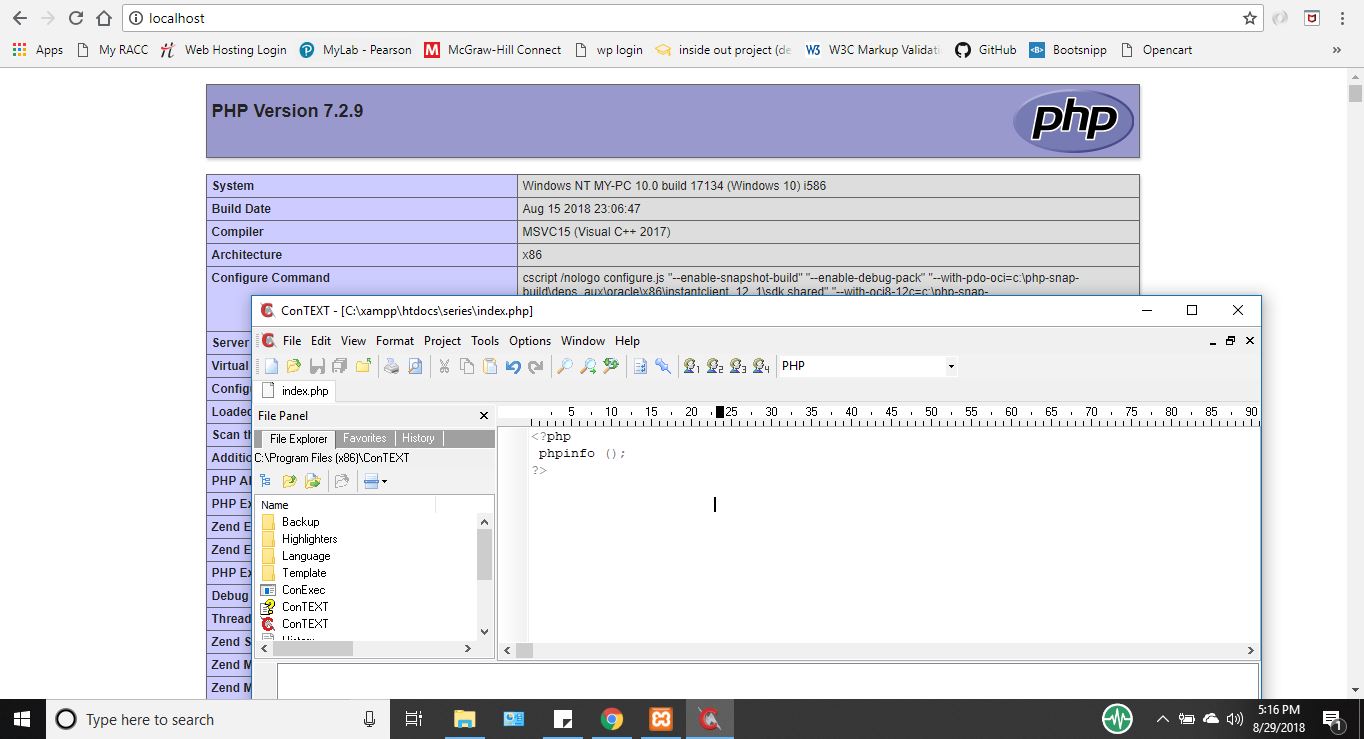 localhost
Apps My RACC Web Hosting Login MyLab - Pearson McGraw-Hill Connect wp login inside out project (de W3C Markup Validati GitHub Bootsnipp Opencart »
PHP Version 7.2.9
php
System Windows NT MY-PC 10.0 build 17134 (Windows 10) i586
Build Date Aug 15 2018 23:06:47
Compiler MSVC15 (Visual C++ 2017)
Architecture x86
Configure Command cscript /nologo configure.js "--enable-snapshot-build" "--enable-debug-pack" "--with-pdo-oci=c:\php-snap-
build\deps_aux\oracle\x86\instantclient_12_1\sdk,shared" "--with-oci8-12c=c:\php-snap-
Server
Virtual
Config
Loaded
Scan th
Additio
PHP AP
PHP Ex
Zend E
Zend E
PHP Ex
Debug
Thread
Zend S
Zend M
Zend M
ConTEXT - [C:\xampp\htdocs\series\index.php]
File Edit View Format Project Tools Options Window Help
1 2 3 4 PHP
index.php
File Panel
File Explorer Favorites History
C:\Program Files (x86)\ConTEXT
Name
Backup
Highlighters
Language
Template
ConExec
ConTEXT
ConTEXT
History
5 10 15 20 25 30 35 40 45 50 55 60 65 70 75 80 85 90
<?php
phpinfo ();
?>
Type here to search
5:16 PM
8/29/2018
1